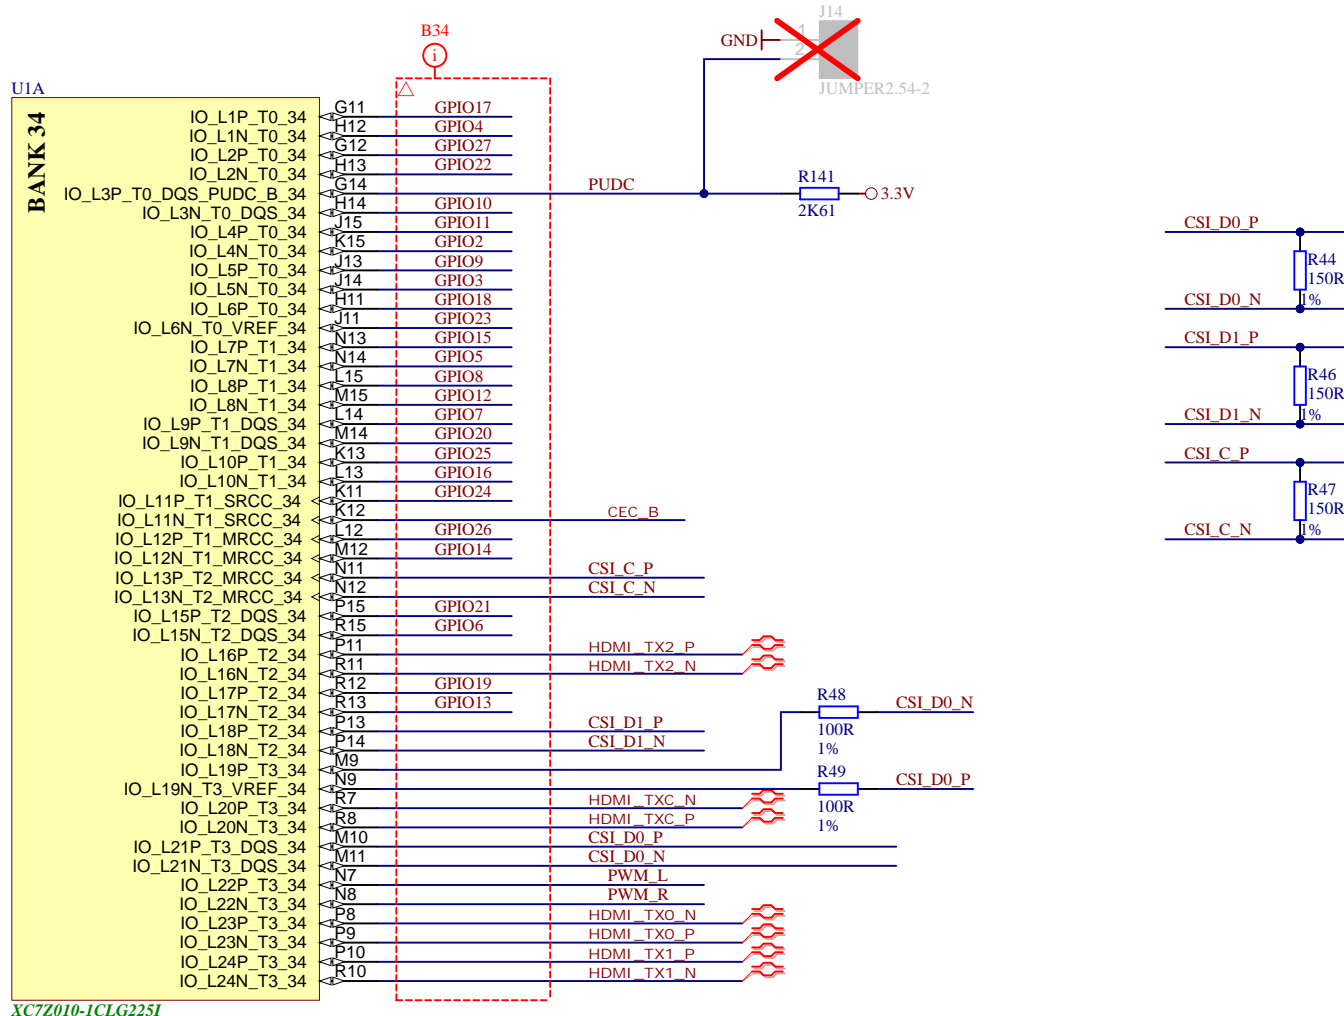 J14
1
GND
2
JUMPER2.54-2
B34
i
U1A
BANK 34
IO_L1P_T0_34 G11 GPIO17
IO_L1N_T0_34 H12 GPIO4
IO_L2P_T0_34 G12 GPIO27
IO_L2N_T0_34 H13 GPIO22
IO_L3P_T0_DQS_PUDC_B_34 G14 PUDC
R141
2K61
3.3V
IO_L3N_T0_DQS_34 H14 GPIO10
IO_L4P_T0_34 J15 GPIO11
IO_L4N_T0_34 K15 GPIO2
IO_L5P_T0_34 J13 GPIO9
IO_L5N_T0_34 J14 GPIO3
IO_L6P_T0_34 H11 GPIO18
IO_L6N_T0_VREF_34 J11 GPIO23
IO_L7P_T1_34 N13 GPIO15
IO_L7N_T1_34 N14 GPIO5
IO_L8P_T1_34 L15 GPIO8
IO_L8N_T1_34 M15 GPIO12
IO_L9P_T1_DQS_34 L14 GPIO7
IO_L9N_T1_DQS_34 M14 GPIO20
IO_L10P_T1_34 K13 GPIO25
IO_L10N_T1_34 L13 GPIO16
IO_L11P_T1_SRCC_34 K11 GPIO24
IO_L11N_T1_SRCC_34 K12 CEC_B
IO_L12P_T1_MRCC_34 L12 GPIO26
IO_L12N_T1_MRCC_34 M12 GPIO14
IO_L13P_T2_MRCC_34 N11 CSI_C_P
IO_L13N_T2_MRCC_34 N12 CSI_C_N
IO_L15P_T2_DQS_34 P15 GPIO21
IO_L15N_T2_DQS_34 R15 GPIO6
IO_L16P_T2_34 P11 HDMI_TX2_P
IO_L16N_T2_34 R11 HDMI_TX2_N
IO_L17P_T2_34 R12 GPIO19
IO_L17N_T2_34 R13 GPIO13
IO_L18P_T2_34 P13 CSI_D1_P
IO_L18N_T2_34 P14 CSI_D1_N
IO_L19P_T3_34 M9
IO_L19N_T3_VREF_34 N9
IO_L20P_T3_34 R7 HDMI_TXC_N
IO_L20N_T3_34 R8 HDMI_TXC_P
IO_L21P_T3_DQS_34 M10 CSI_D0_P
IO_L21N_T3_DQS_34 M11 CSI_D0_N
IO_L22P_T3_34 N7 PWM_L
IO_L22N_T3_34 N8 PWM_R
IO_L23P_T3_34 P8 HDMI_TX0_N
IO_L23N_T3_34 P9 HDMI_TX0_P
IO_L24P_T3_34 P10 HDMI_TX1_P
IO_L24N_T3_34 R10 HDMI_TX1_N
XC7Z010-1CLG225I
R48 CSI_D0_N
100R
1%
R49 CSI_D0_P
100R
1%
CSI_D0_P
R44
150R
CSI_D0_N 1%
CSI_D1_P
R46
150R
CSI_D1_N 1%
CSI_C_P
R47
150R
CSI_C_N 1%